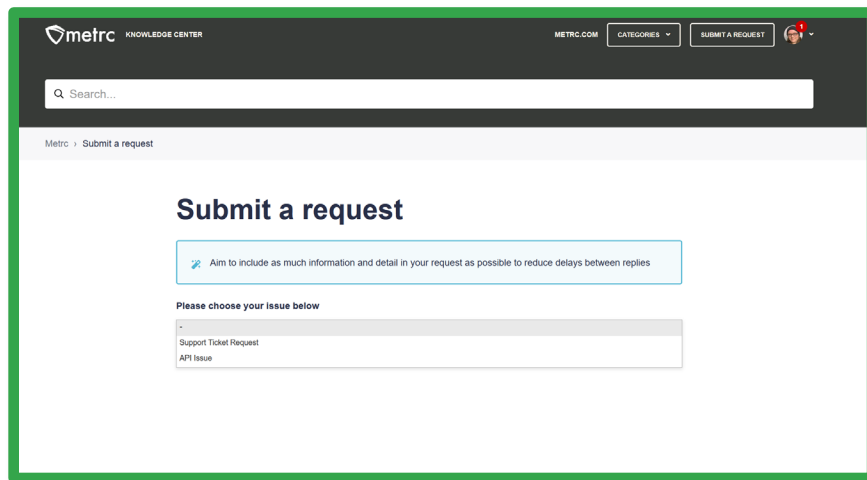 metrc KNOWLEDGE CENTER METRC.COM CATEGORIES SUBMIT A REQUEST 1
Search...
Metrc › Submit a request
Submit a request
Aim to include as much information and detail in your request as possible to reduce delays between replies
Please choose your issue below
-
Support Ticket Request
API Issue